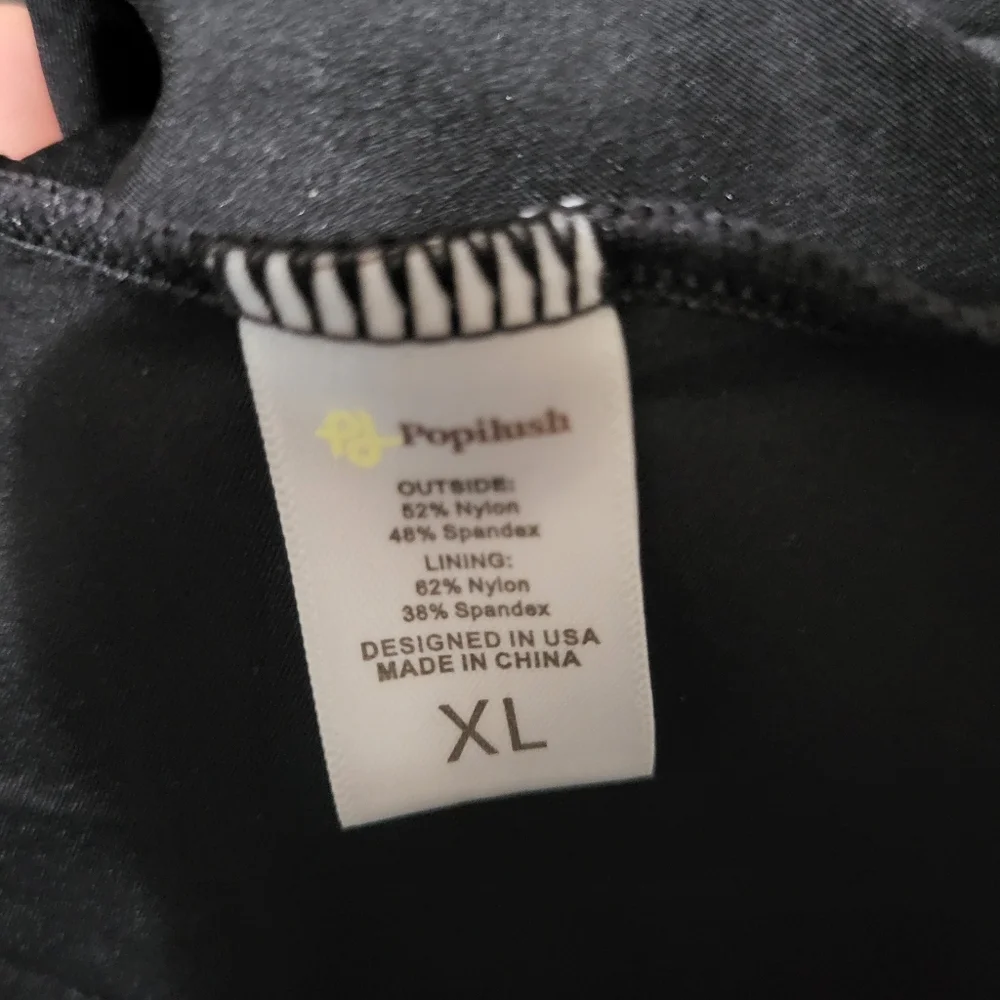 Popilush
OUTSIDE:
52% Nylon
48% Spandex
LINING:
62% Nylon
38% Spandex
DESIGNED IN USA
MADE IN CHINA
XL